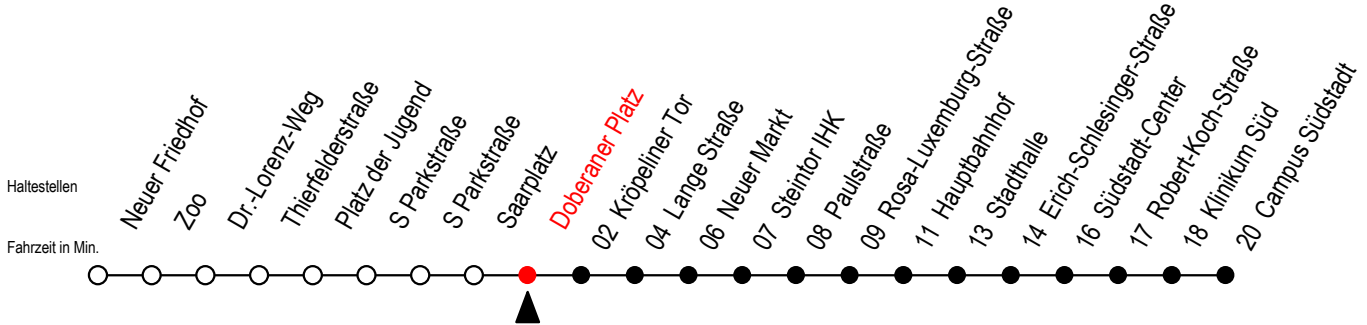 Haltestellen
Fahrzeit in Min.
Neuer Friedhof
Zoo
Dr.-Lorenz-Weg
Thierfelderstraße
Platz der Jugend
S Parkstraße
S Parkstraße
Saarplatz
Doberaner Platz
02 Kröpeliner Tor
04 Lange Straße
06 Neuer Markt
07 Steintor IHK
08 Paulstraße
09 Rosa-Luxemburg-Straße
11 Hauptbahnhof
13 Stadthalle
14 Erich-Schlesinger-Straße
16 Südstadt-Center
17 Robert-Koch-Straße
18 Klinikum Süd
20 Campus Südstadt